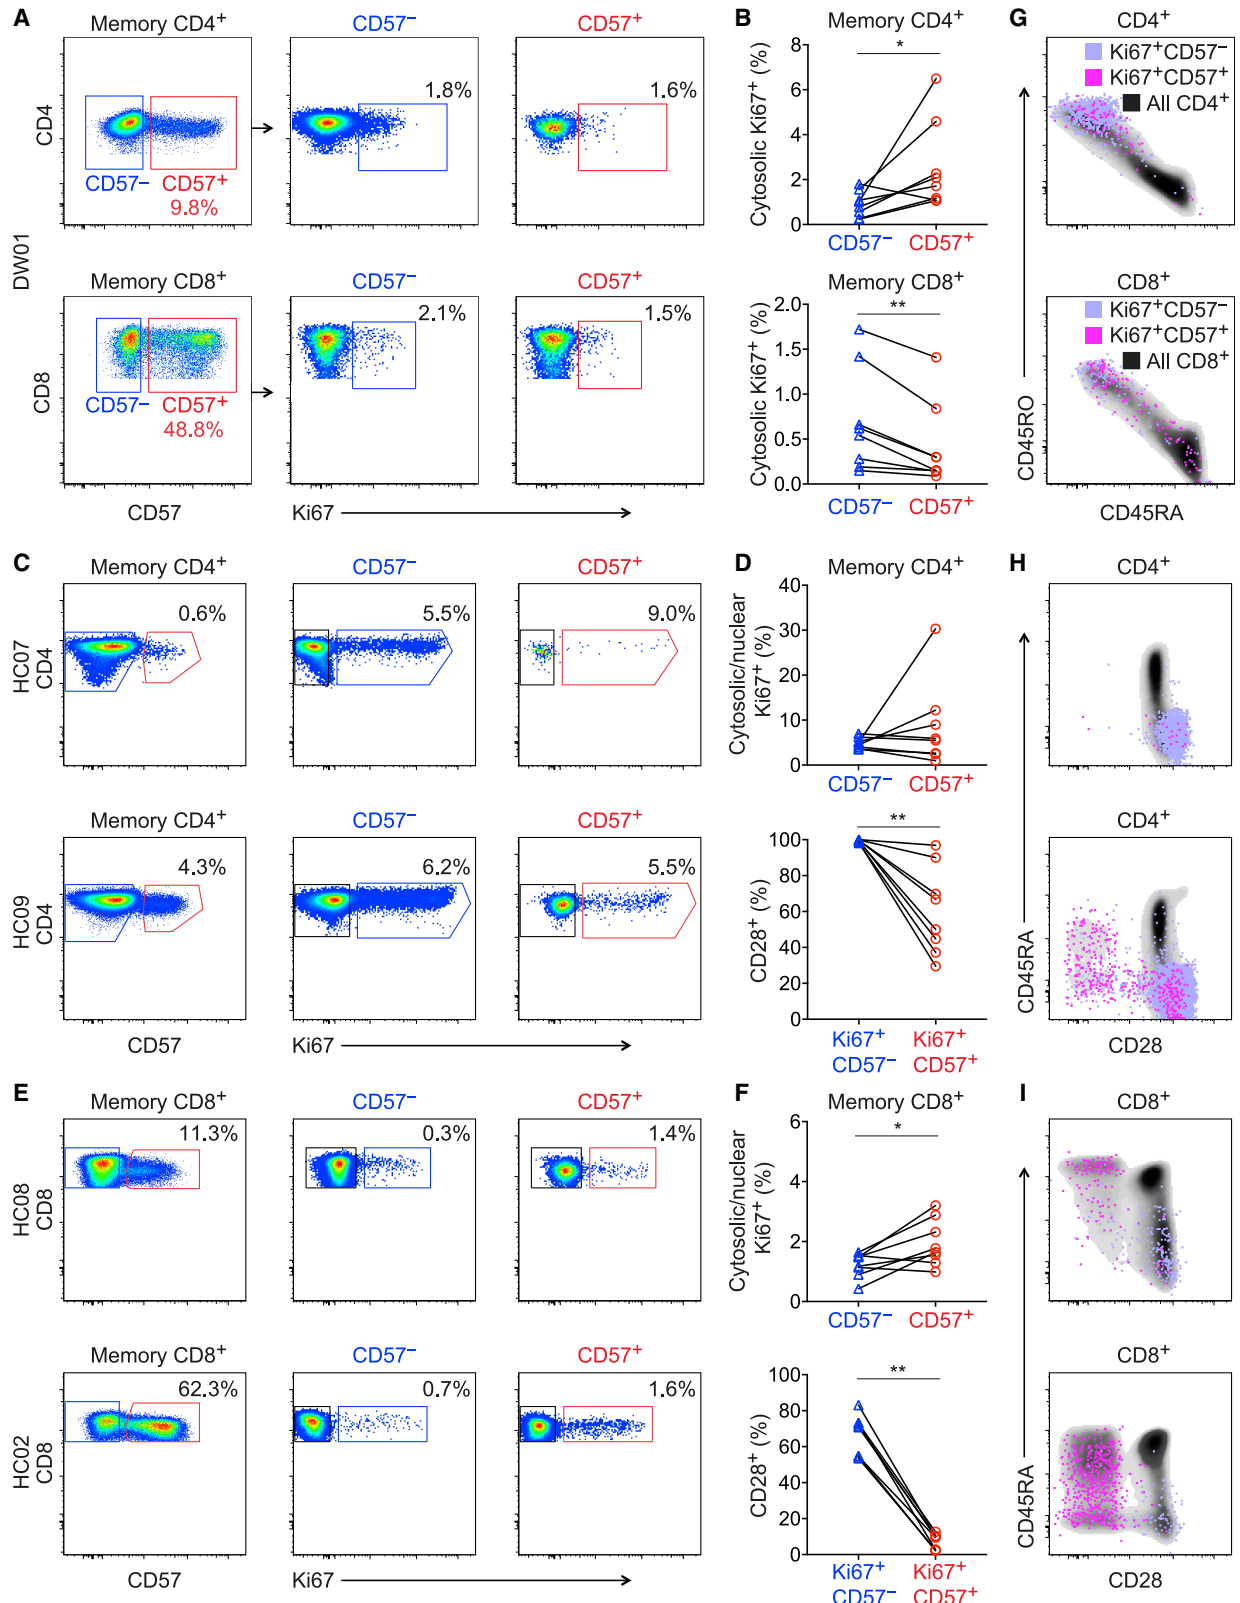 A
Memory CD4+
CD57−
CD57+
CD4
CD57−
CD57+
9.8%
1.8%
1.6%
DW01
Memory CD8+
CD57−
CD57+
CD8
CD57−
CD57+
48.8%
2.1%
1.5%
CD57
Ki67
B
Memory CD4+
Cytosolic Ki67+ (%)
8
6
4
2
0
*
CD57−
CD57+
Memory CD8+
Cytosolic Ki67+ (%)
2.0
1.5
1.0
0.5
0.0
**
CD57−
CD57+
G
CD4+
Ki67+CD57−
Ki67+CD57+
All CD4+
CD8+
Ki67+CD57−
Ki67+CD57+
All CD8+
CD45RO
CD45RA
C
Memory CD4+
CD57−
CD57+
HC07
CD4
0.6%
5.5%
9.0%
Memory CD4+
CD57−
CD57+
HC09
CD4
4.3%
6.2%
5.5%
CD57
Ki67
D
Memory CD4+
Cytosolic/nuclear
Ki67+ (%)
40
30
20
10
0
CD57−
CD57+
CD28+ (%)
100
80
60
40
20
0
**
Ki67+
CD57−
Ki67+
CD57+
H
CD4+
CD4+
CD45RA
CD28
E
Memory CD8+
CD57−
CD57+
HC08
CD8
11.3%
0.3%
1.4%
Memory CD8+
CD57−
CD57+
HC02
CD8
62.3%
0.7%
1.6%
CD57
Ki67
F
Memory CD8+
Cytosolic/nuclear
Ki67+ (%)
6
4
2
0
*
CD57−
CD57+
CD28+ (%)
100
80
60
40
20
0
**
Ki67+
CD57−
Ki67+
CD57+
I
CD8+
CD8+
CD45RA
CD28